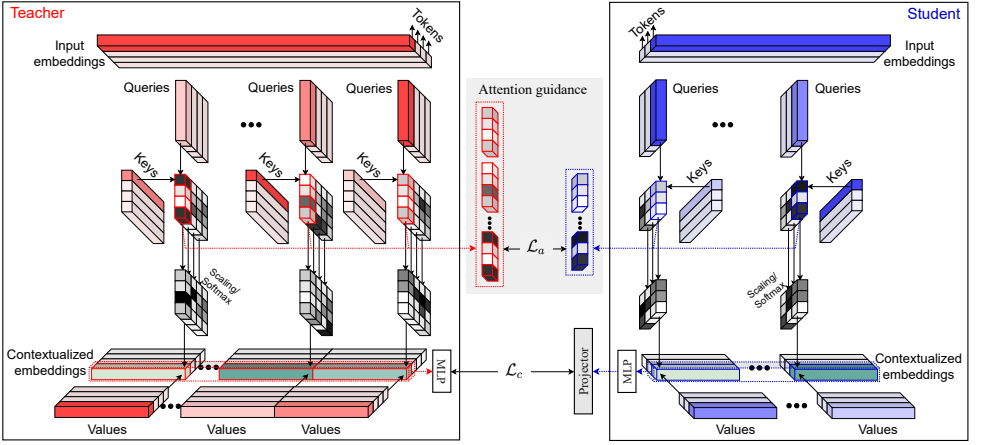 Teacher
Student
Tokens
Tokens
Input
embeddings
Input
embeddings
Queries
Queries
Queries
Attention guidance
Queries
Queries
Keys
Keys
Keys
Keys
Keys
ℒa
Scaling/
Softmax
Scaling/
Softmax
Contextualized
embeddings
MLP
ℒc
Projector
MLP
Contextualized
embeddings
Values
Values
Values
Values
Values